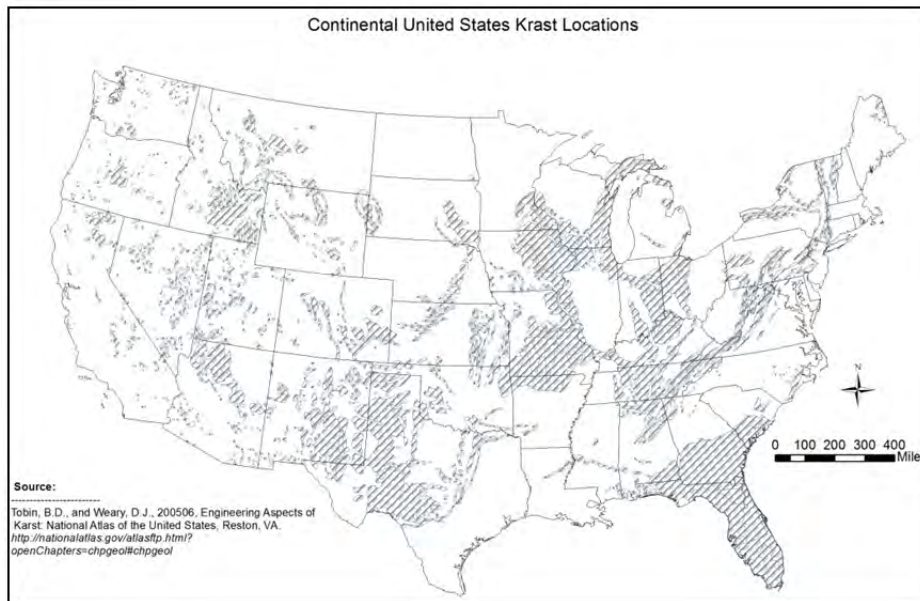 Continental United States Krast Locations
N
0 100 200 300 400
Mile
Source:
Tobin, B.D., and Weary, D.J., 200506, Engineering Aspects of
Karst: National Atlas of the United States, Reston, VA.
http://nationalatlas.gov/atlasftp.html?
openChapters=chpgeol#chpgeol